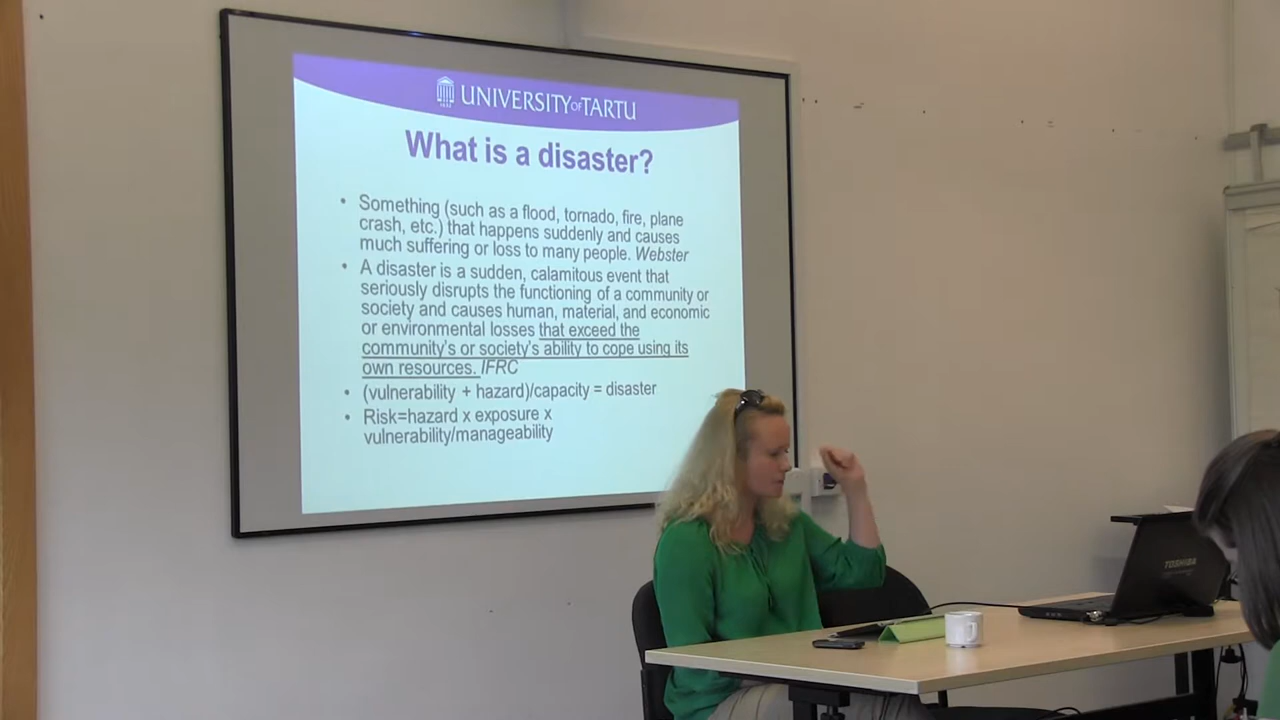 UNIVERSITY OF TARTU
What is a disaster?
• Something (such as a flood, tornado, fire, plane
crash, etc.) that happens suddenly and causes
much suffering or loss to many people. Webster
• A disaster is a sudden, calamitous event that
seriously disrupts the functioning of a community or
society and causes human, material, and economic
or environmental losses that exceed the
community's or society's ability to cope using its
own resources. IFRC
• (vulnerability + hazard)/capacity = disaster
• Risk=hazard x exposure x
vulnerability/manageability
TOSHIBA